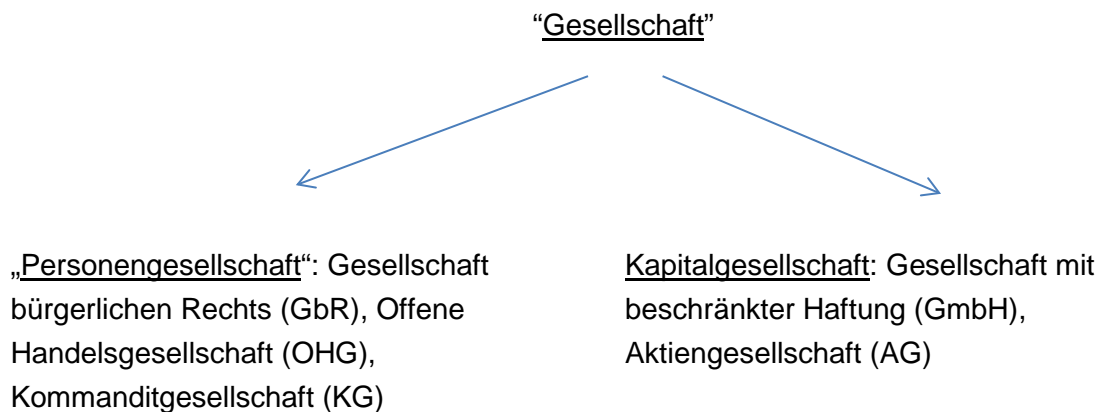 “Gesellschaft”
„Personengesellschaft“: Gesellschaft
bürgerlichen Rechts (GbR), Offene
Handelsgesellschaft (OHG),
Kommanditgesellschaft (KG)
Kapitalgesellschaft: Gesellschaft mit
beschränkter Haftung (GmbH),
Aktiengesellschaft (AG)